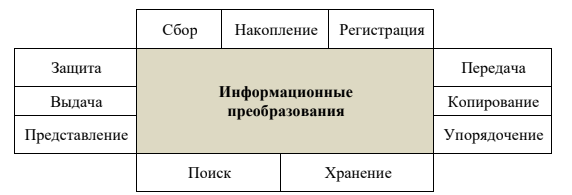 Сбор Накопление Регистрация
Защита
Выдача
Представление
Информационные
преобразования
Передача
Копирование
Упорядочение
Поиск Хранение